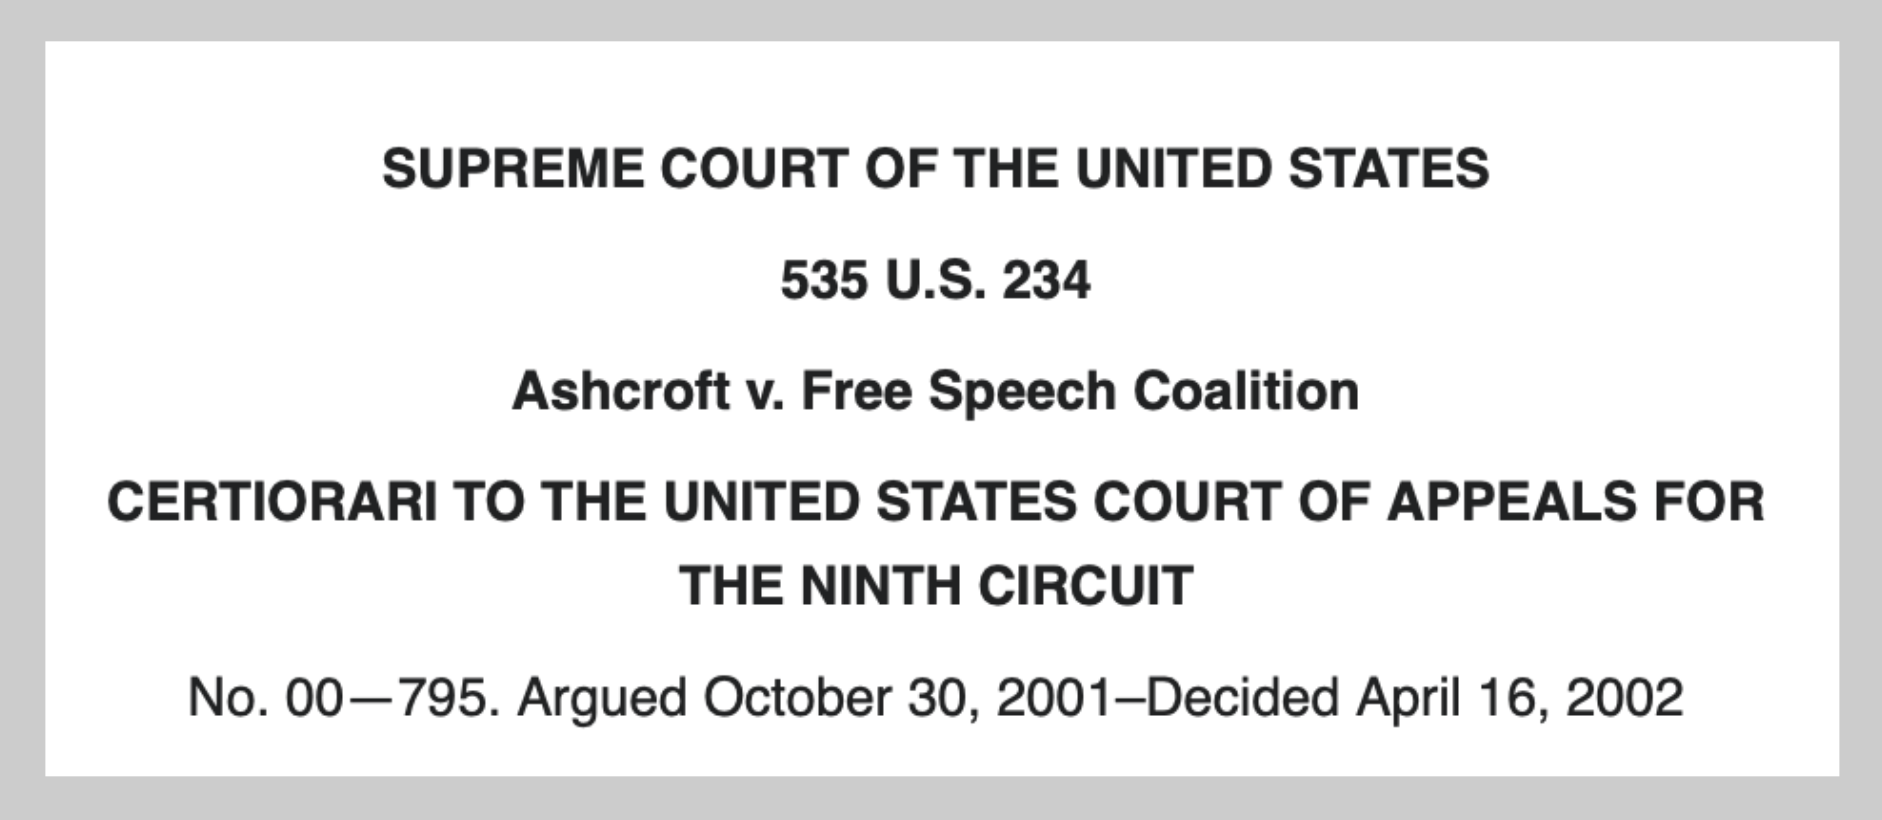 SUPREME COURT OF THE UNITED STATES
535 U.S. 234
Ashcroft v. Free Speech Coalition
CERTIORARI TO THE UNITED STATES COURT OF APPEALS FOR
THE NINTH CIRCUIT
No. 00—795. Argued October 30, 2001–Decided April 16, 2002